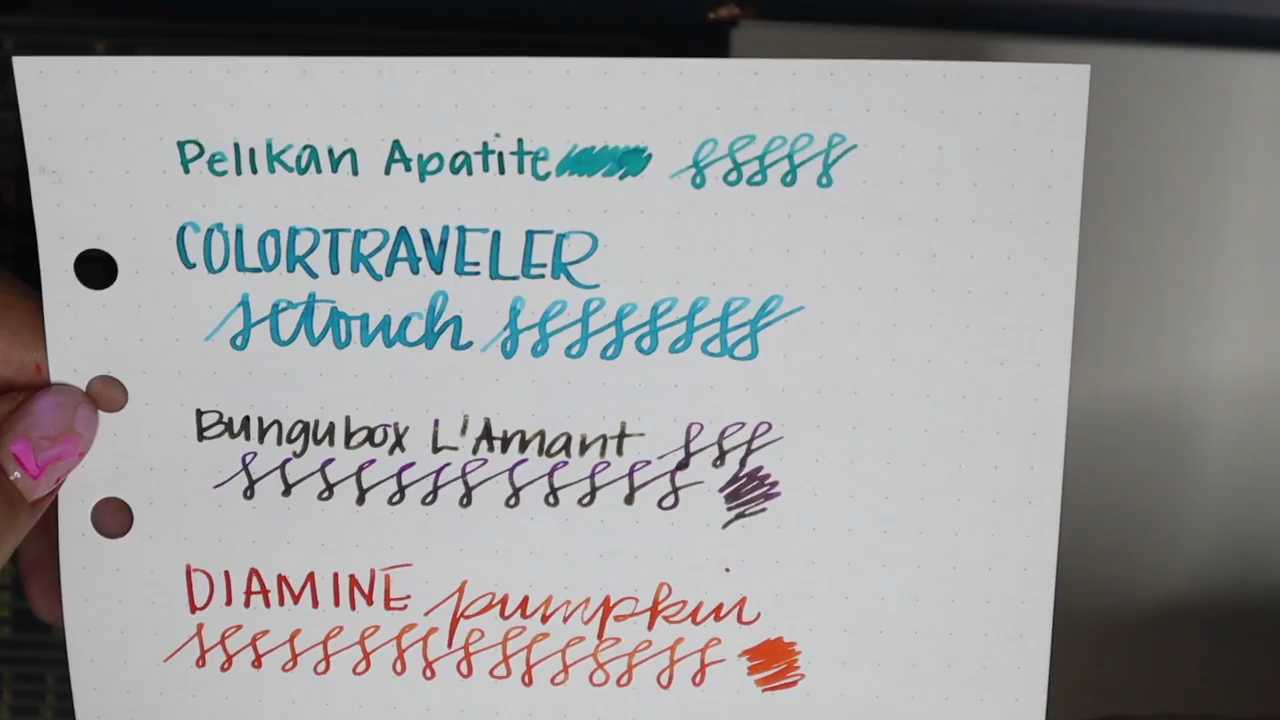 Pelikan Apatite
COLORTRAVELER
setouch
Bungubox L'Amant
DIAMINE pumpkin